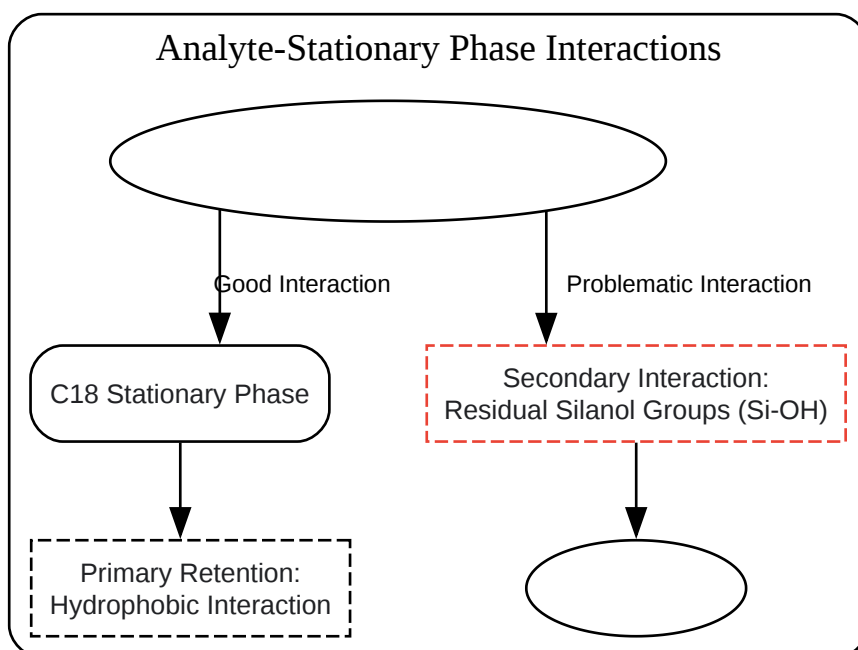 Analyte-Stationary Phase Interactions
Good Interaction
Problematic Interaction
C18 Stationary Phase
Secondary Interaction:
Residual Silanol Groups (Si-OH)
Primary Retention:
Hydrophobic Interaction